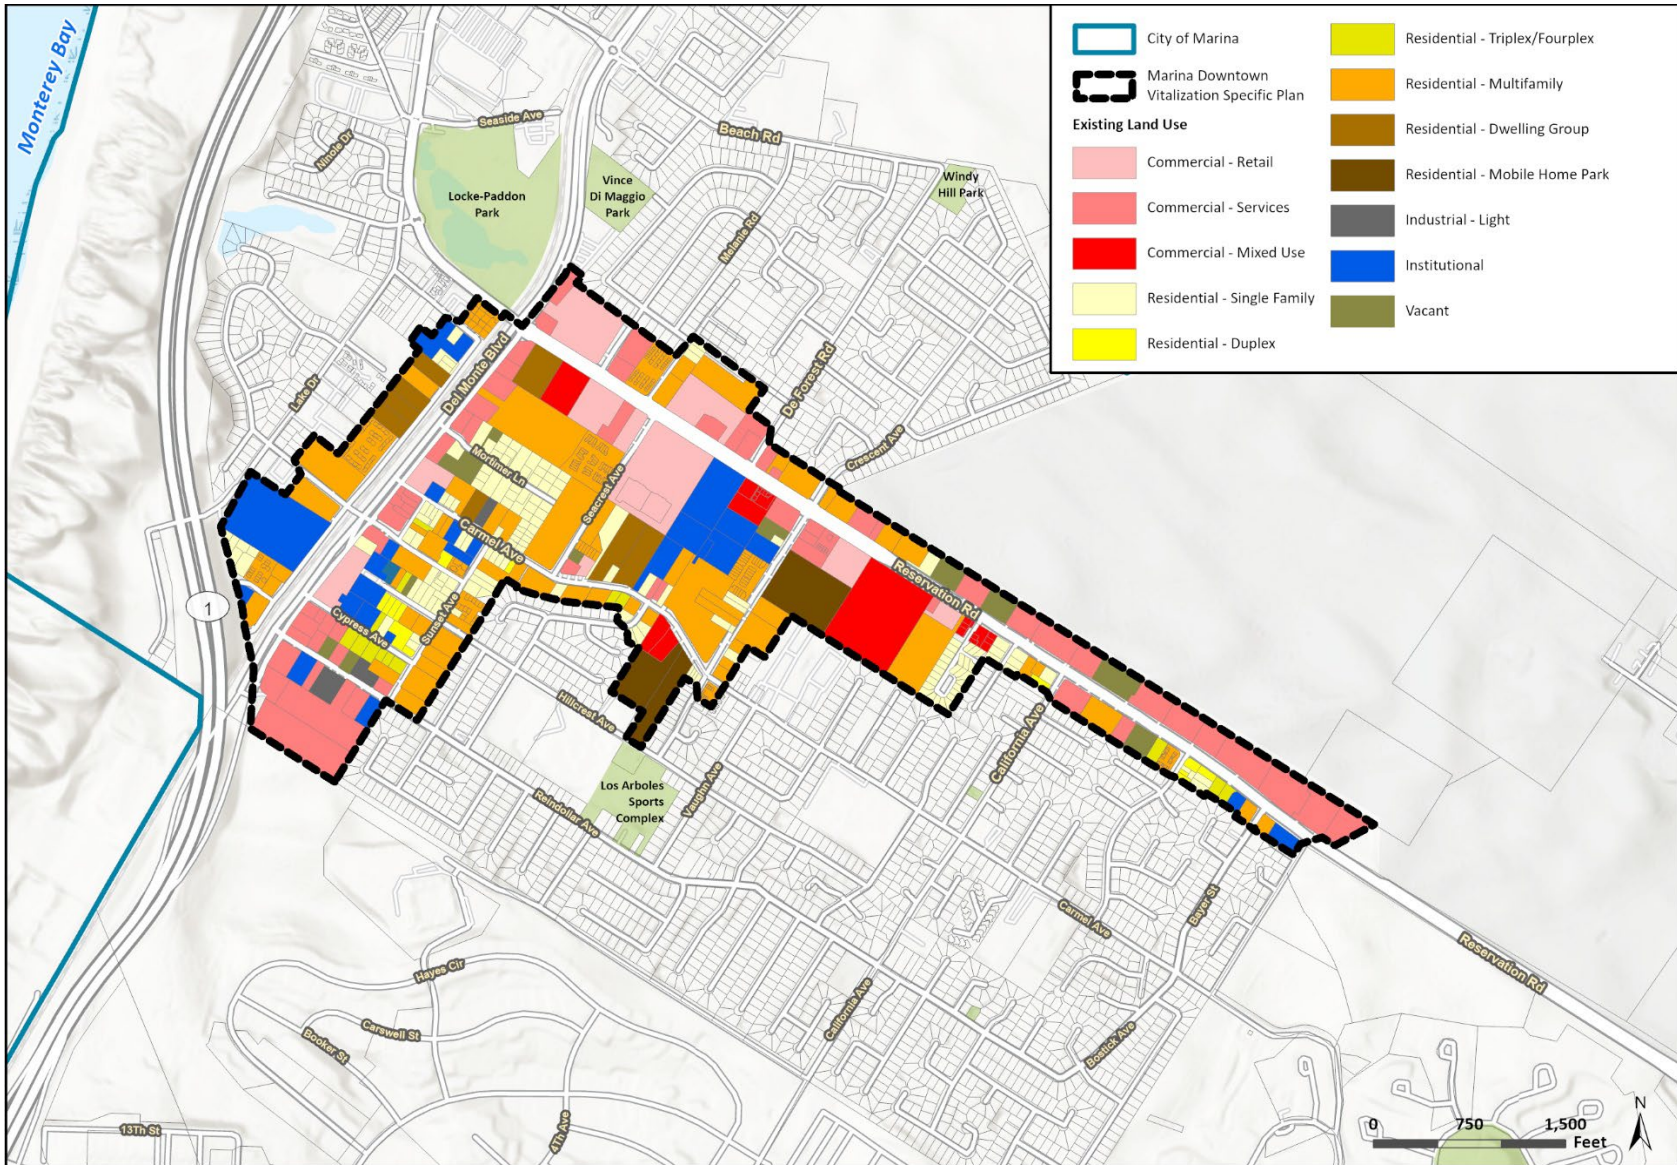 Monterey Bay
Seaside Ave
Beach Rd
Ninole Dr
Locke-Paddon
Park
Vince
Di Maggio
Park
Windy
Hill Park
Melanie Rd
Lake Dr
Del Monte Blvd
De Forest Rd
Crescent Ave
Mortimer Ln
Seacrest Ave
Carmel Ave
Reservation Rd
1
Cypress Ave
Sunset Ave
Hillcrest Ave
California Ave
Los Arboles
Sports
Complex
Vaughn Ave
Reindollar Ave
Carmel Ave
Bayer St
Reservation Rd
Hayes Cir
Carswell St
Booker St
California Ave
Bostick Ave
13Th St
4Th Ave
City of Marina
Marina Downtown
Vitalization Specific Plan
Existing Land Use
Commercial - Retail
Commercial - Services
Commercial - Mixed Use
Residential - Single Family
Residential - Duplex
Residential - Triplex/Fourplex
Residential - Multifamily
Residential - Dwelling Group
Residential - Mobile Home Park
Industrial - Light
Institutional
Vacant
N
0 750 1,500
Feet